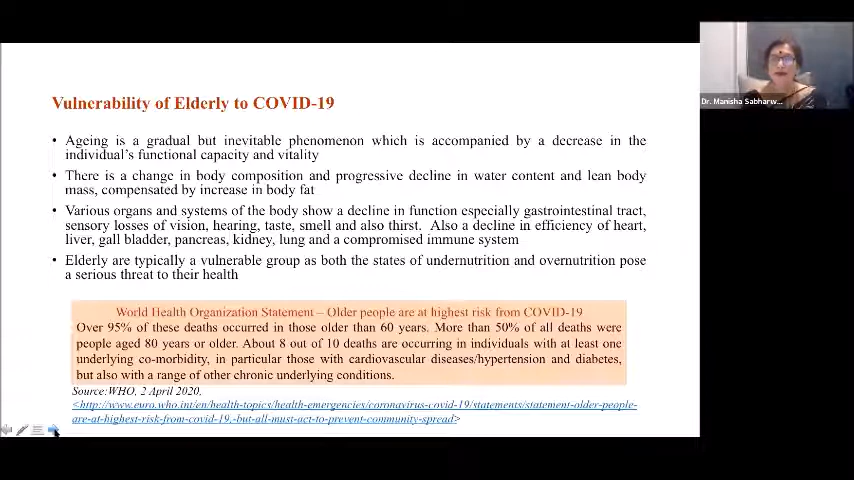 Vulnerability of Elderly to COVID-19
Dr. Manisha Sabharw...
• Ageing is a gradual but inevitable phenomenon which is accompanied by a decrease in the
individual's functional capacity and vitality
• There is a change in body composition and progressive decline in water content and lean body
mass, compensated by increase in body fat
• Various organs and systems of the body show a decline in function especially gastrointestinal tract,
sensory losses of vision, hearing, taste, smell and also thirst. Also a decline in efficiency of heart,
liver, gall bladder, pancreas, kidney, lung and a compromised immune system
• Elderly are typically a vulnerable group as both the states of undernutrition and overnutrition pose
a serious threat to their health
World Health Organization Statement – Older people are at highest risk from COVID-19
Over 95% of these deaths occurred in those older than 60 years. More than 50% of all deaths were
people aged 80 years or older. About 8 out of 10 deaths are occurring in individuals with at least one
underlying co-morbidity, in particular those with cardiovascular diseases/hypertension and diabetes,
but also with a range of other chronic underlying conditions.
Source:WHO, 2 April 2020,
<http://www.euro.who.int/en/health-topics/health-emergencies/coronavirus-covid-19/statements/statement-older-people-
are-at-highest-risk-from-covid-19,-but-all-must-act-to-prevent-community-spread>